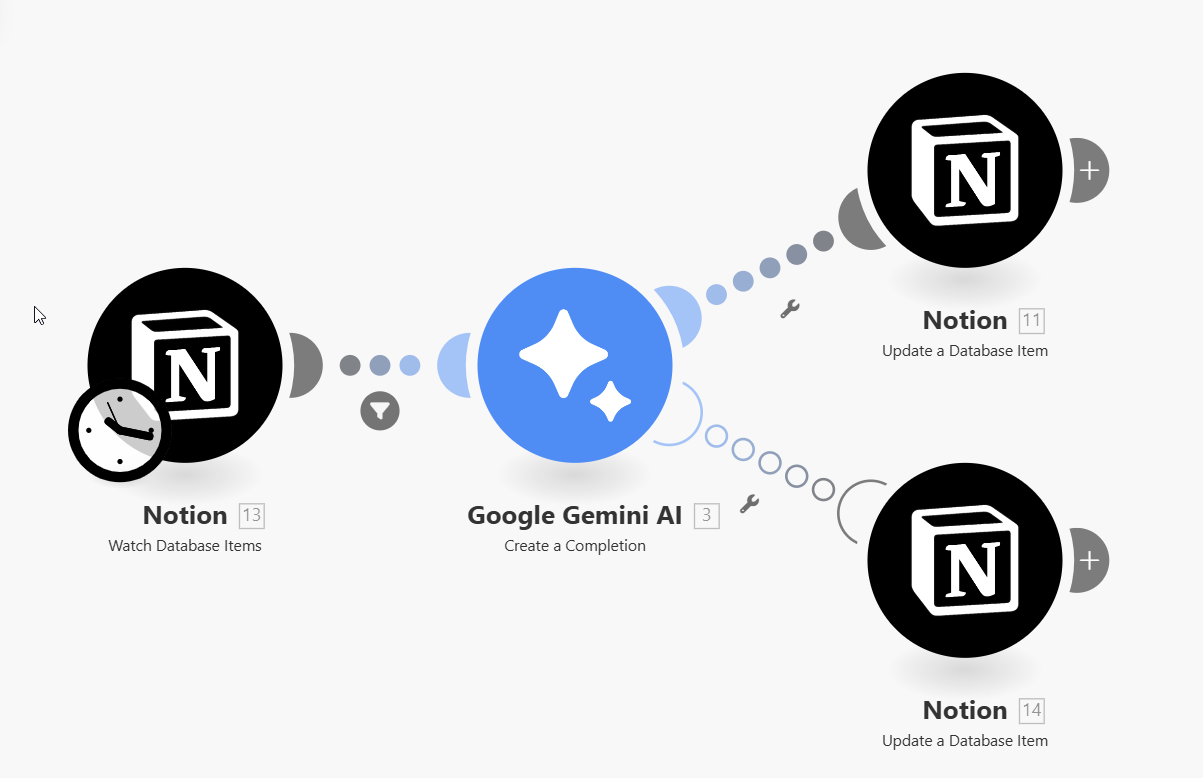 Notion 13
Watch Database Items
Google Gemini AI 3
Create a Completion
Notion 11
Update a Database Item
Notion 14
Update a Database Item